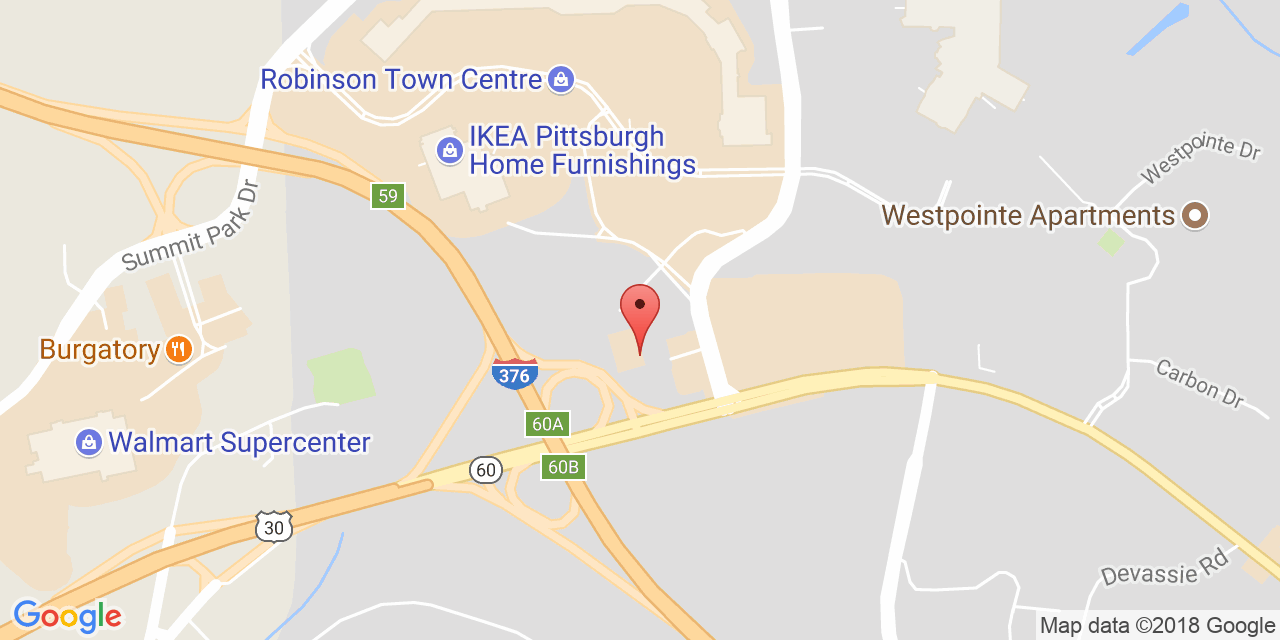 Robinson Town Centre
IKEA Pittsburgh
Home Furnishings
Westpointe Dr
59
Westpointe Apartments
Summit Park Dr
Burgatory
376
Carbon Dr
60A
Walmart Supercenter
60
60B
30
Devassie Rd
Google
Map data ©2018 Google